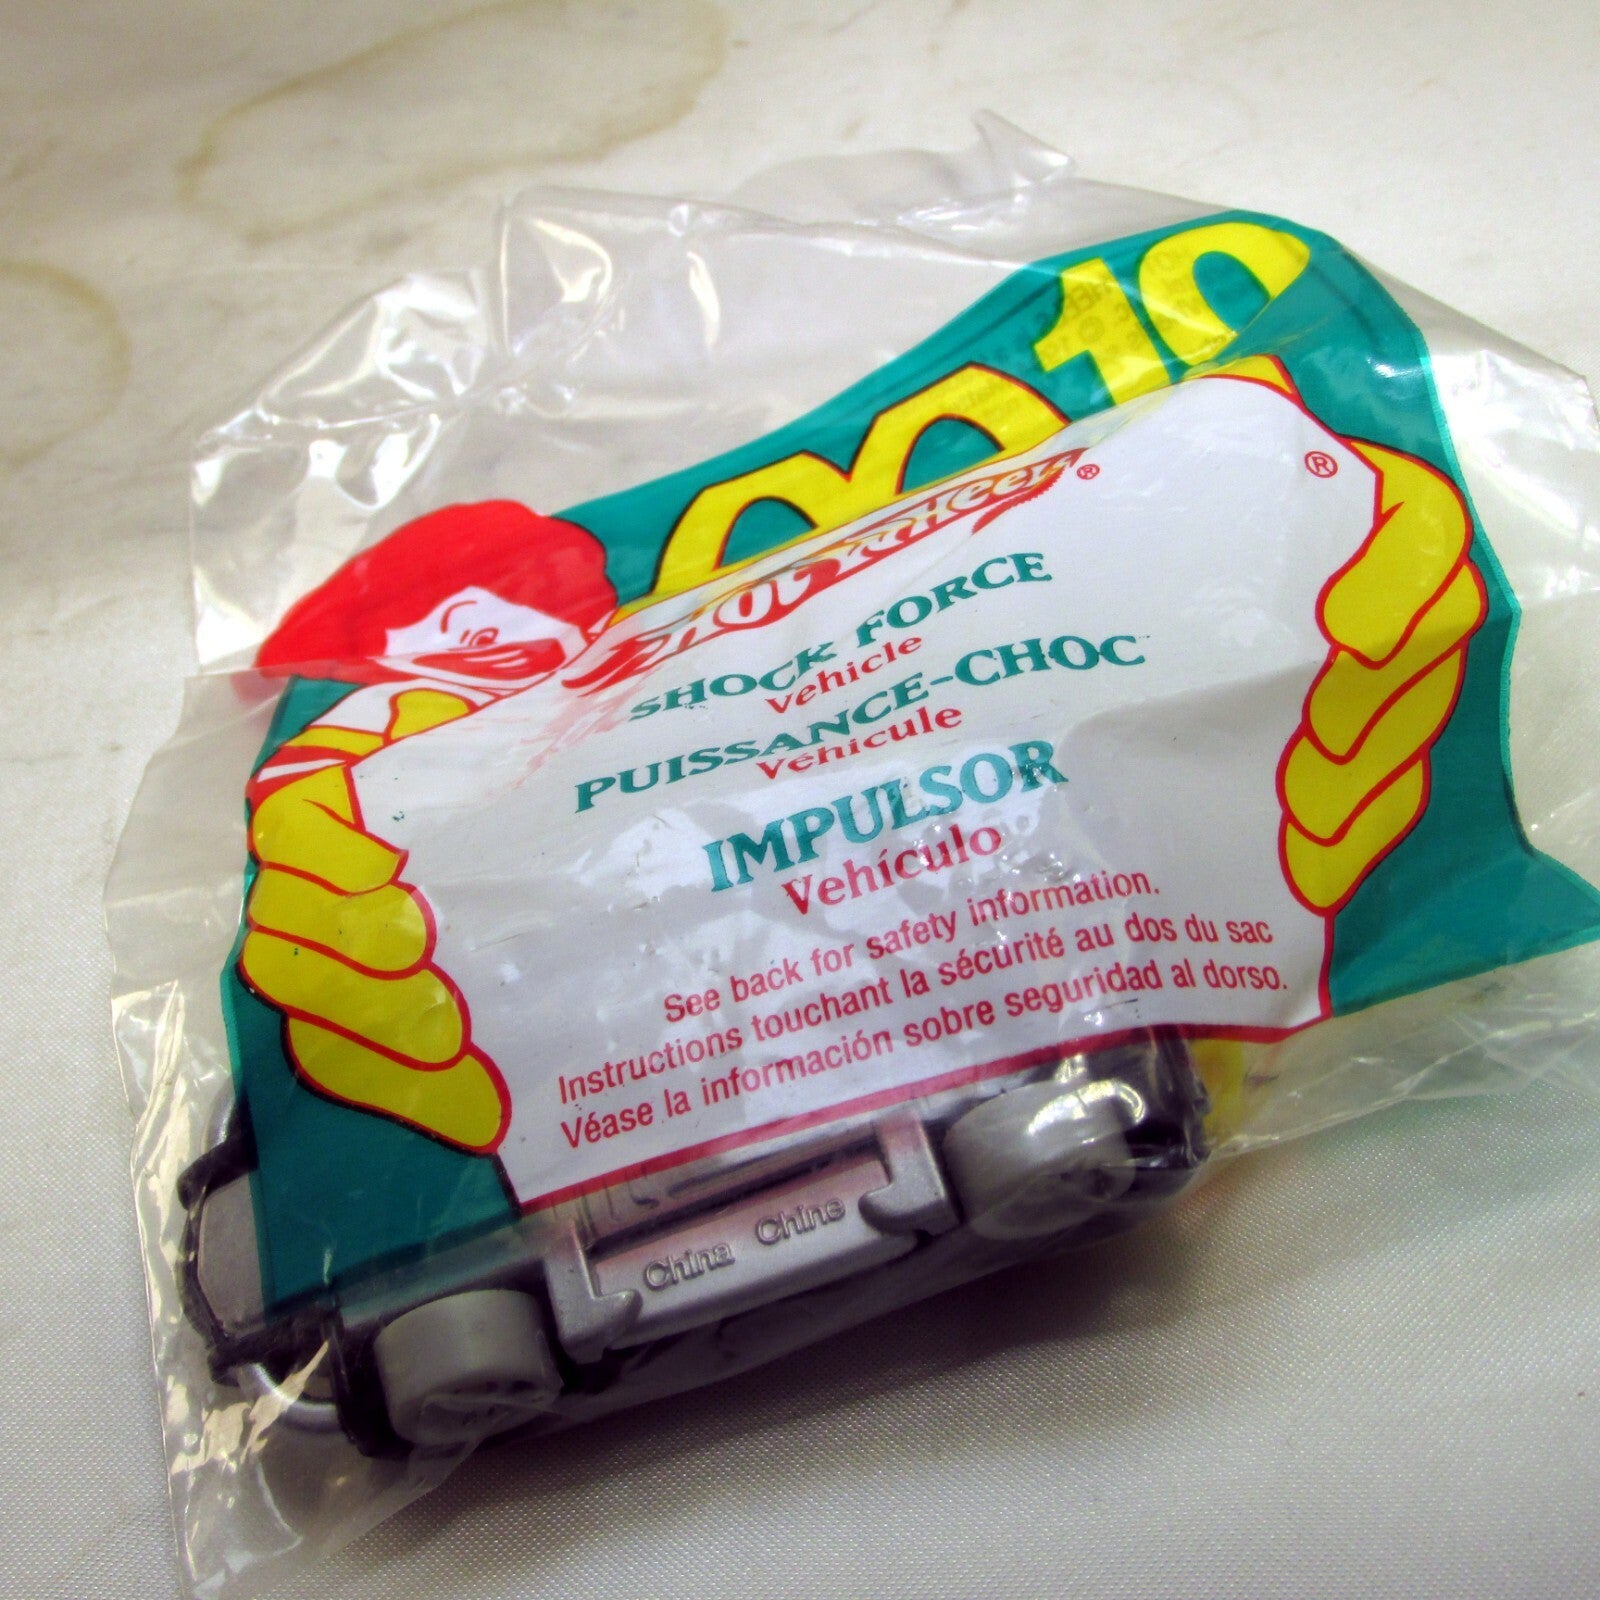 10
HOT WHEELS®
®
SHOCK FORCE
Vehicle
PUISSANCE-CHOC
Véhicule
IMPULSOR
Vehículo
See back for safety information.
Instructions touchant la sécurité au dos du sac
Véase la información sobre seguridad al dorso.
China Chine